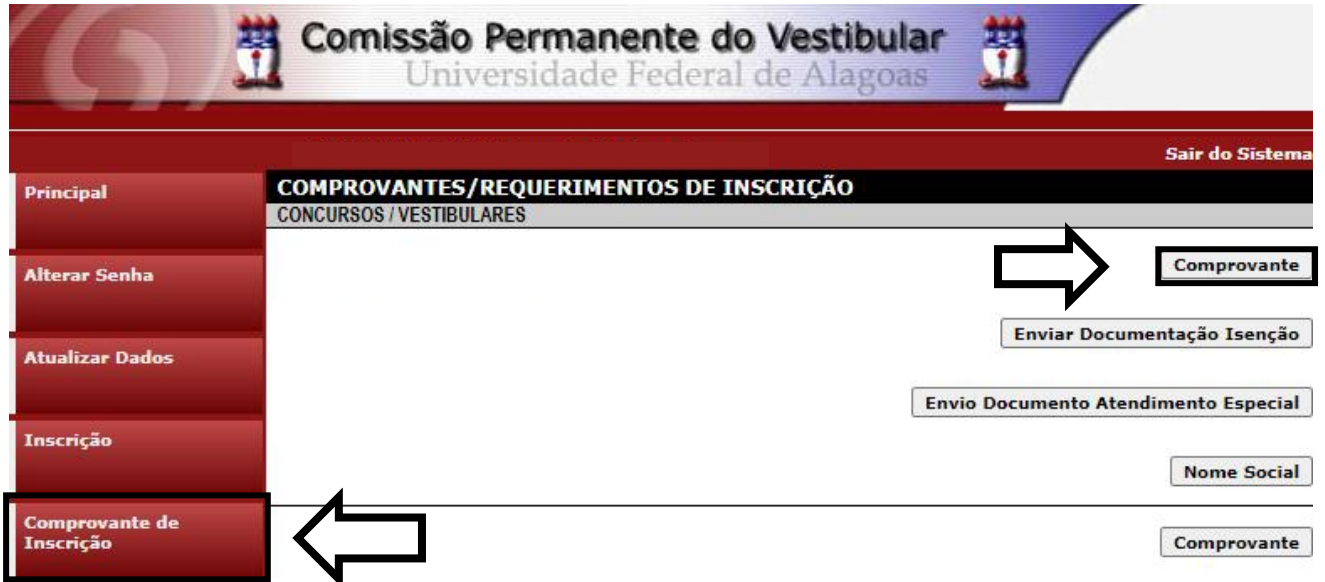 Comissão Permanente do Vestibular
Universidade Federal de Alagoas
Sair do Sistema
Principal
COMPROVANTES/REQUERIMENTOS DE INSCRIÇÃO
CONCURSOS / VESTIBULARES
Alterar Senha
Comprovante
Enviar Documentação Isenção
Atualizar Dados
Envio Documento Atendimento Especial
Inscrição
Nome Social
Comprovante de
Inscrição
Comprovante